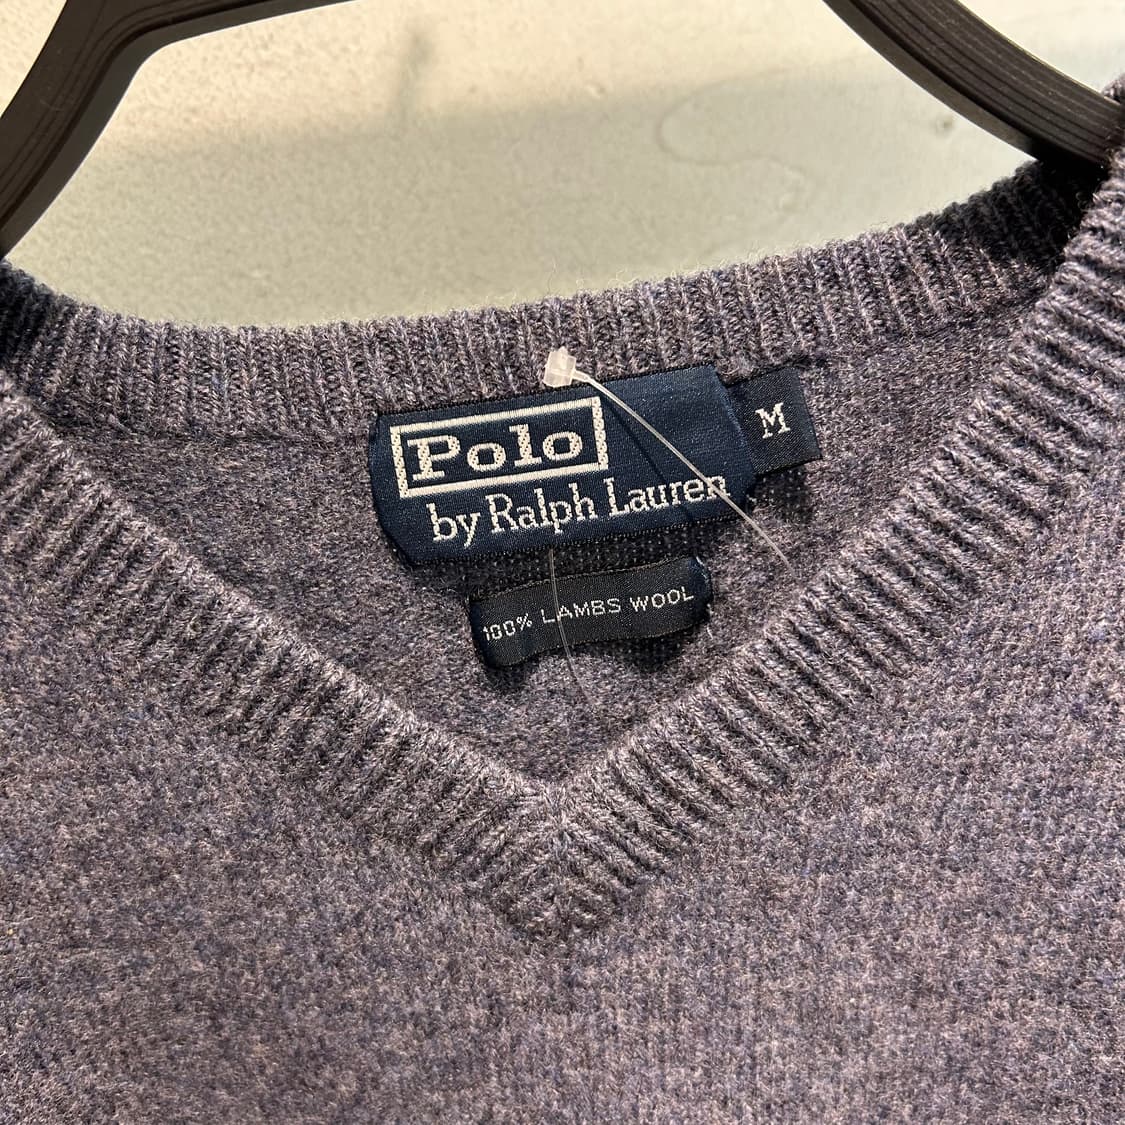 Polo
by Ralph Lauren
M
100% LAMBS WOOL